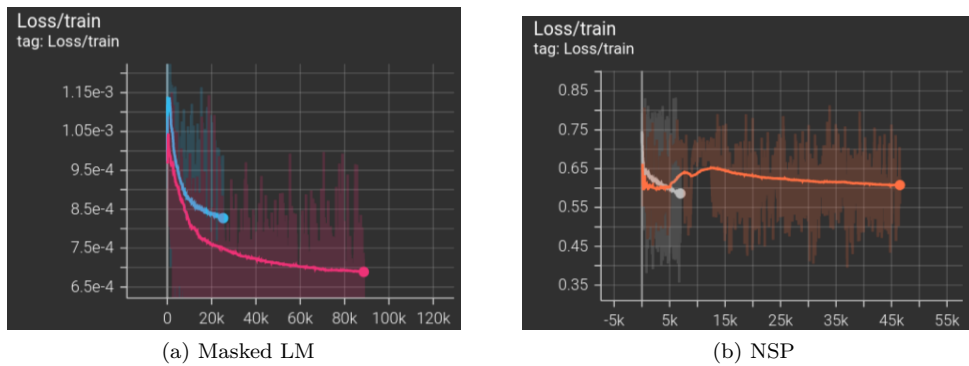 Loss/train
tag: Loss/train
1.15e-3
1.05e-3
9.5e-4
8.5e-4
7.5e-4
6.5e-4
0 20k 40k 60k 80k 100k 120k
(a) Masked LM
Loss/train
tag: Loss/train
0.85
0.75
0.65
0.55
0.45
0.35
-5k 5k 15k 25k 35k 45k 55k
(b) NSP